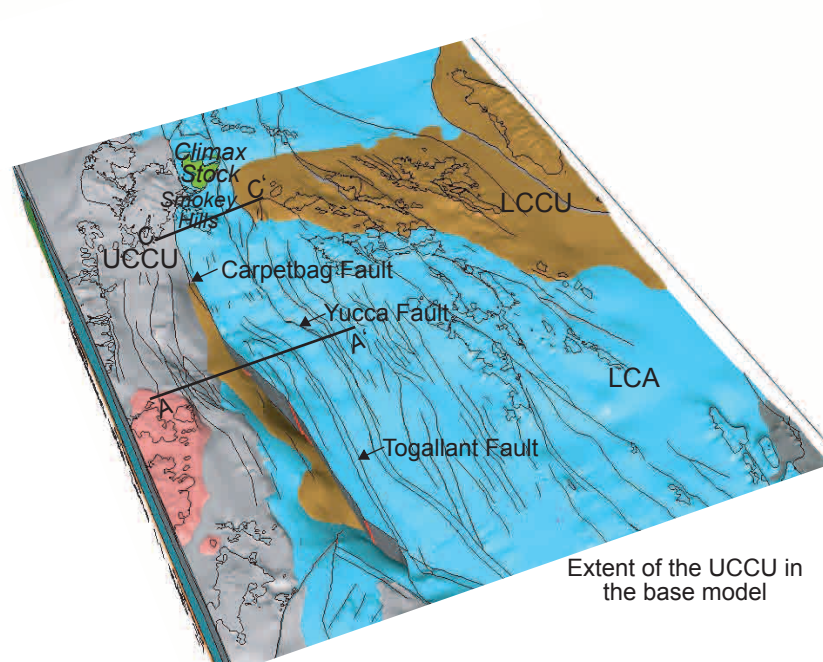 Climax
Stock
C'
Smokey
Hills
LCCU
C
UCCU
Carpetbag Fault
Yucca Fault
A'
LCA
A
Togallant Fault
Extent of the UCCU in
the base model